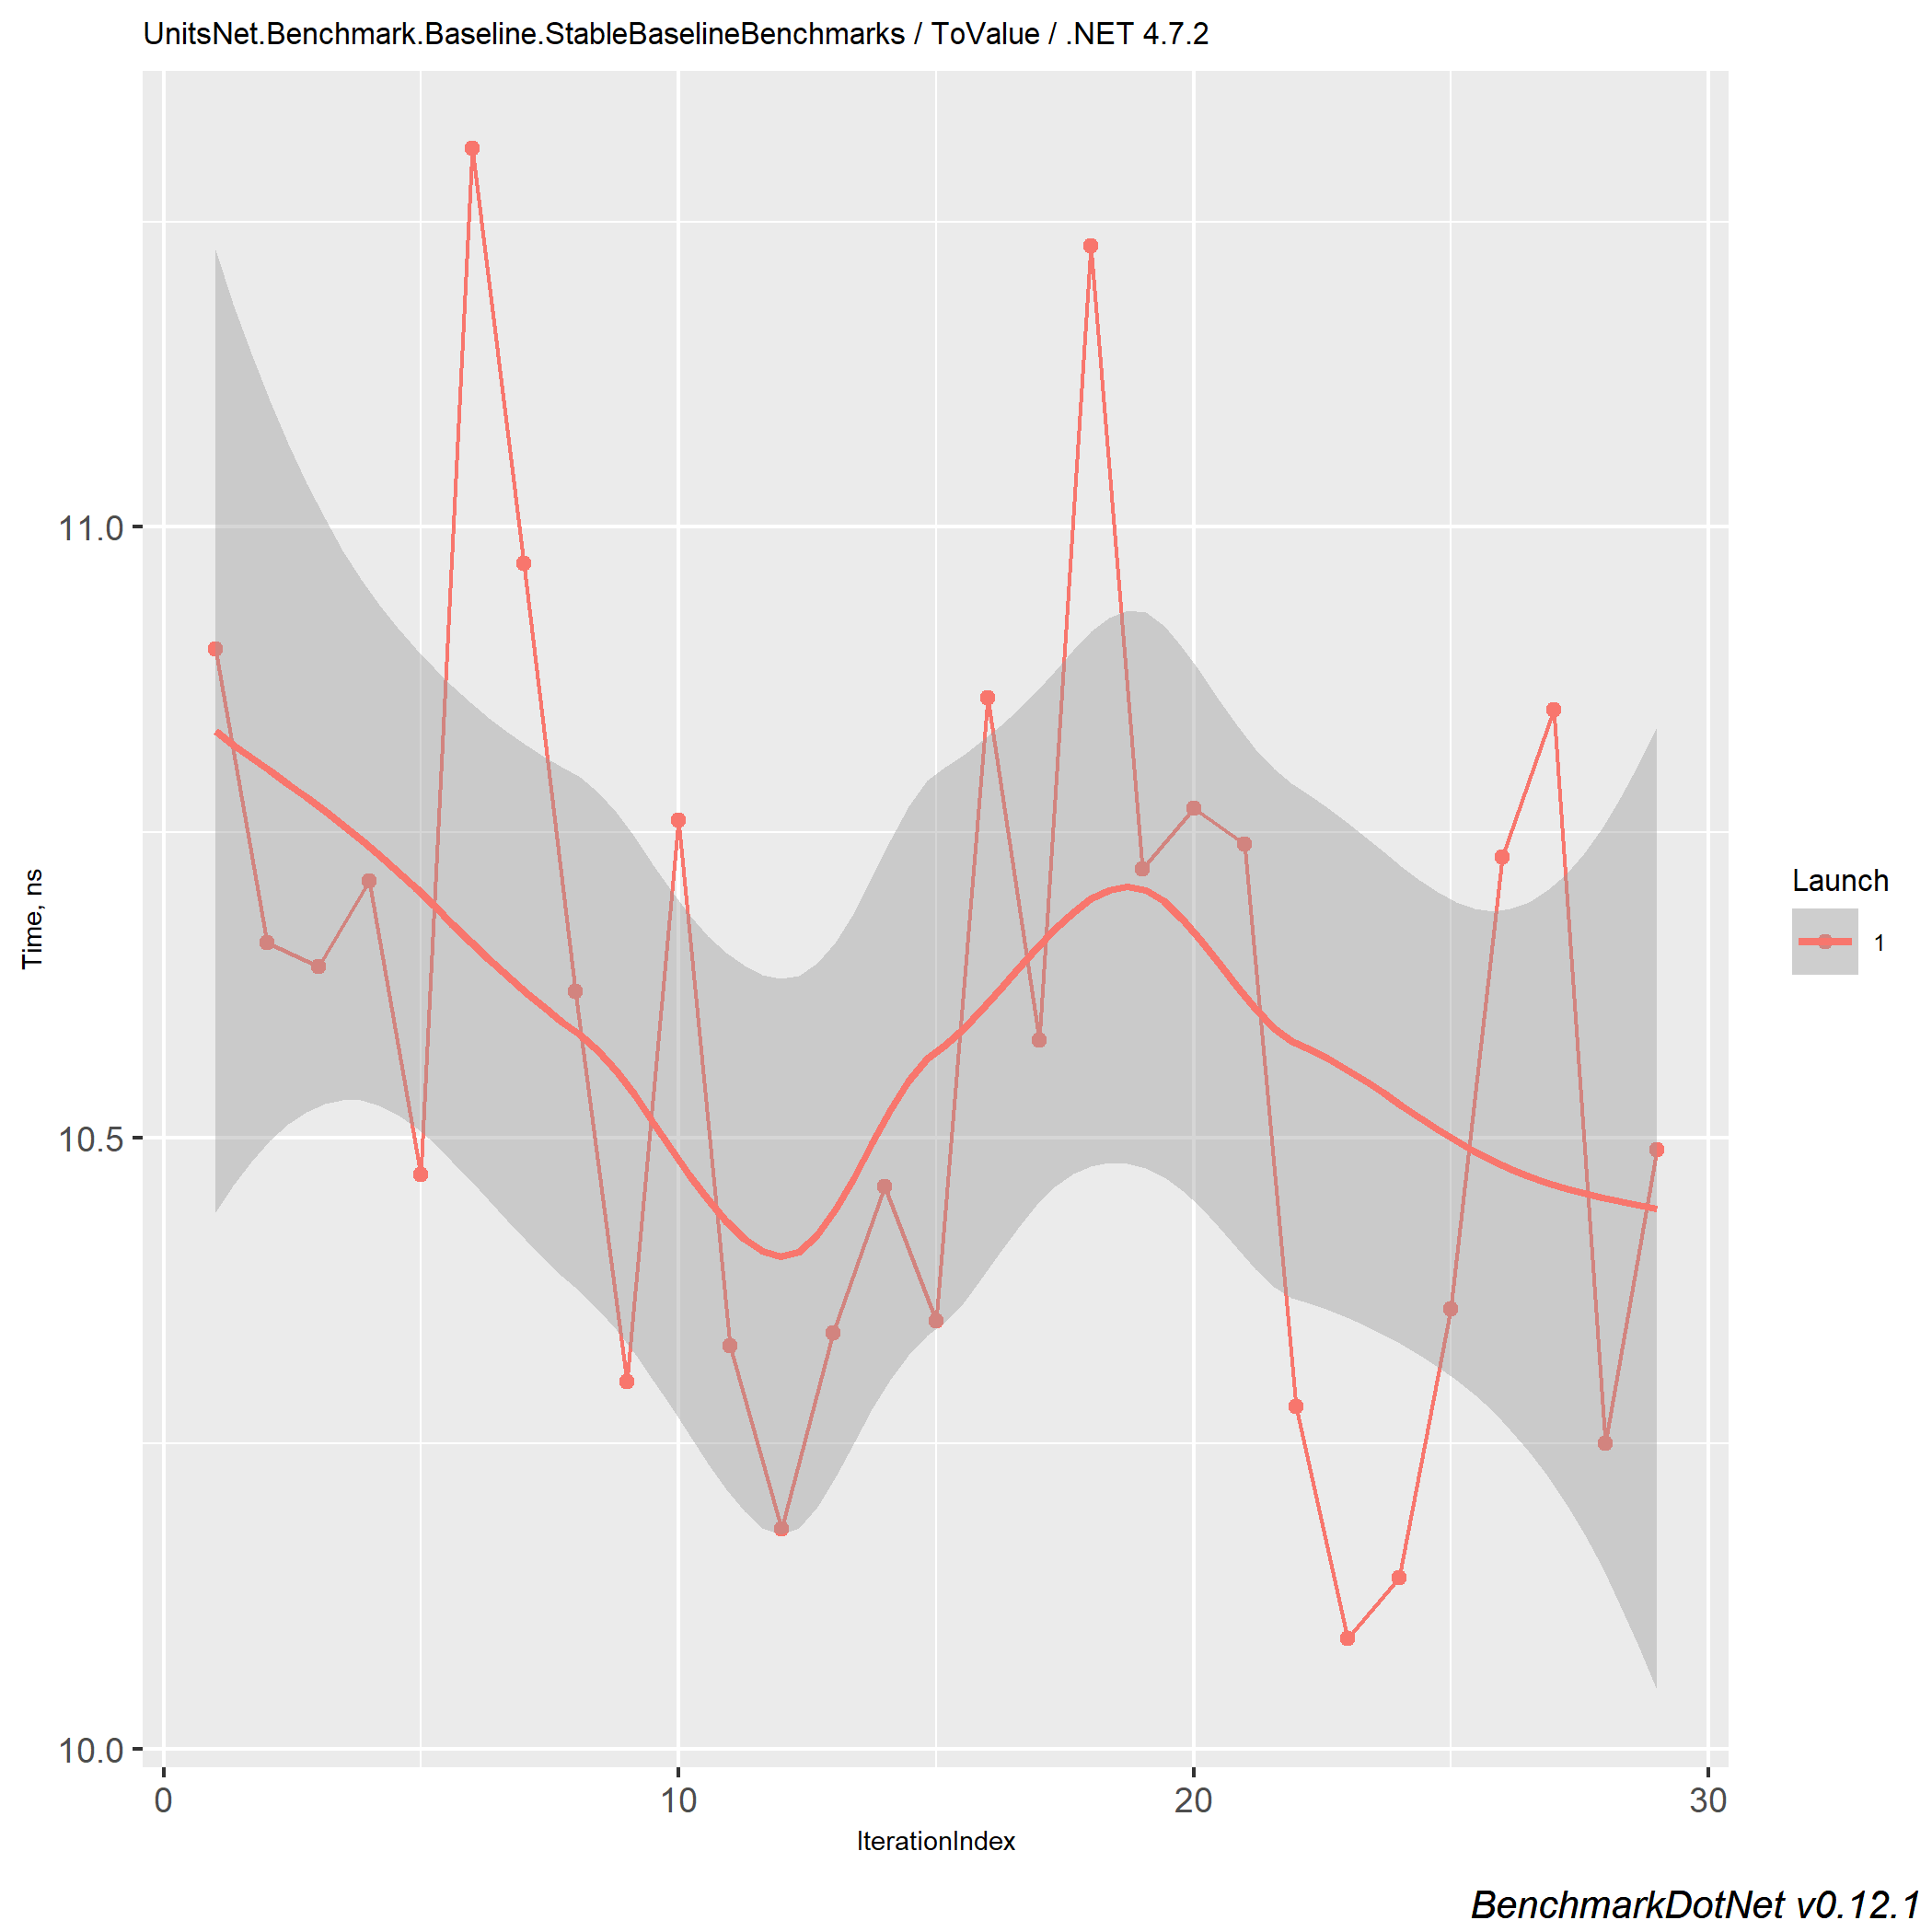 UnitsNet.Benchmark.Baseline.StableBaselineBenchmarks / ToValue / .NET 4.7.2
11.0
10.5
10.0
Time, ns
0 10 20 30
IterationIndex
Launch
1
BenchmarkDotNet v0.12.1